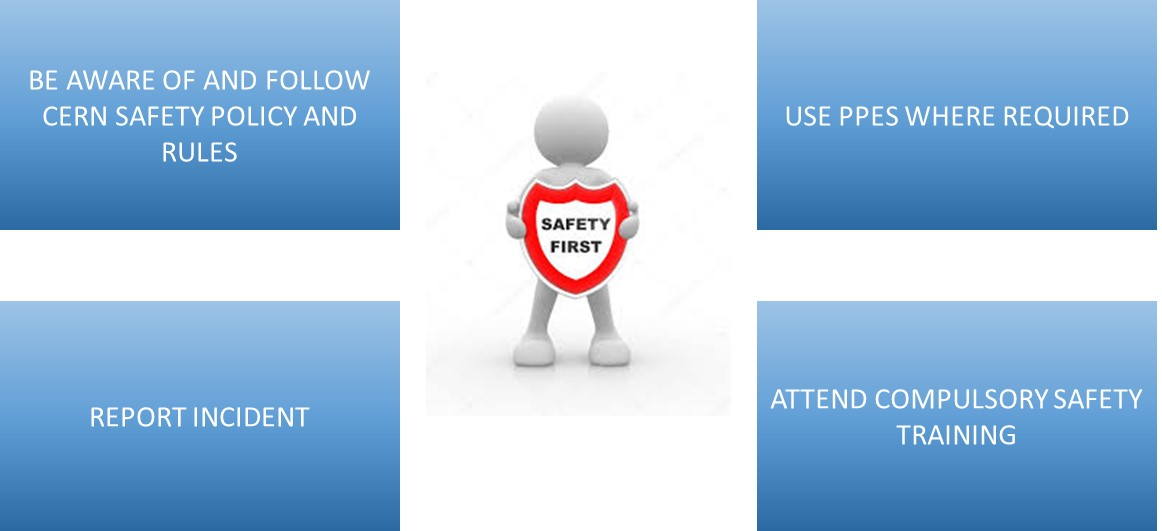 BE AWARE OF AND FOLLOW
CERN SAFETY POLICY AND
RULES
USE PPES WHERE REQUIRED
SAFETY
FIRST
REPORT INCIDENT
ATTEND COMPULSORY SAFETY
TRAINING